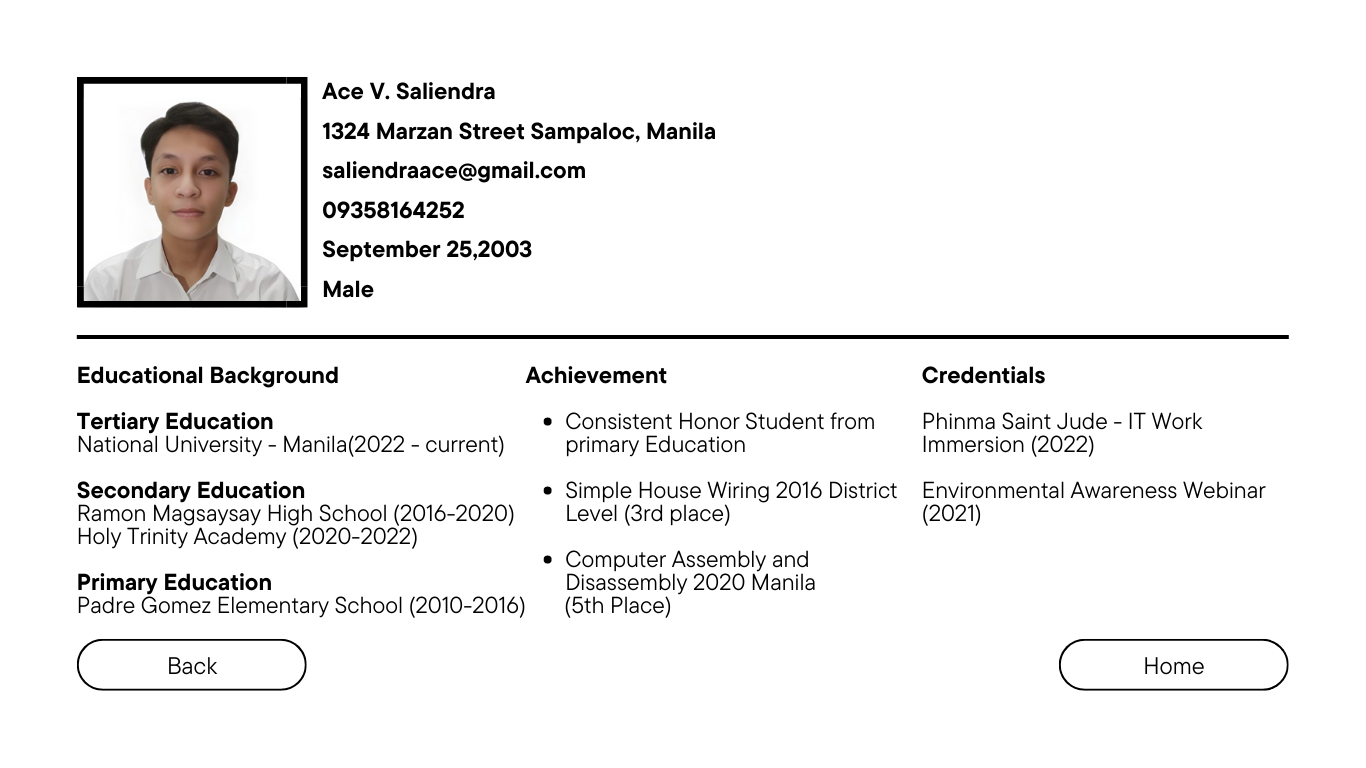 Ace V. Saliendra
1324 Marzan Street Sampaloc, Manila
saliendraace@gmail.com
09358164252
September 25,2003
Male
Educational Background
Tertiary Education
National University - Manila(2022 - current)
Secondary Education
Ramon Magsaysay High School (2016-2020)
Holy Trinity Academy (2020-2022)
Primary Education
Padre Gomez Elementary School (2010-2016)
Achievement
• Consistent Honor Student from
primary Education
• Simple House Wiring 2016 District
Level (3rd place)
• Computer Assembly and
Disassembly 2020 Manila
(5th Place)
Credentials
Phinma Saint Jude - IT Work
Immersion (2022)
Environmental Awareness Webinar
(2021)
Back
Home